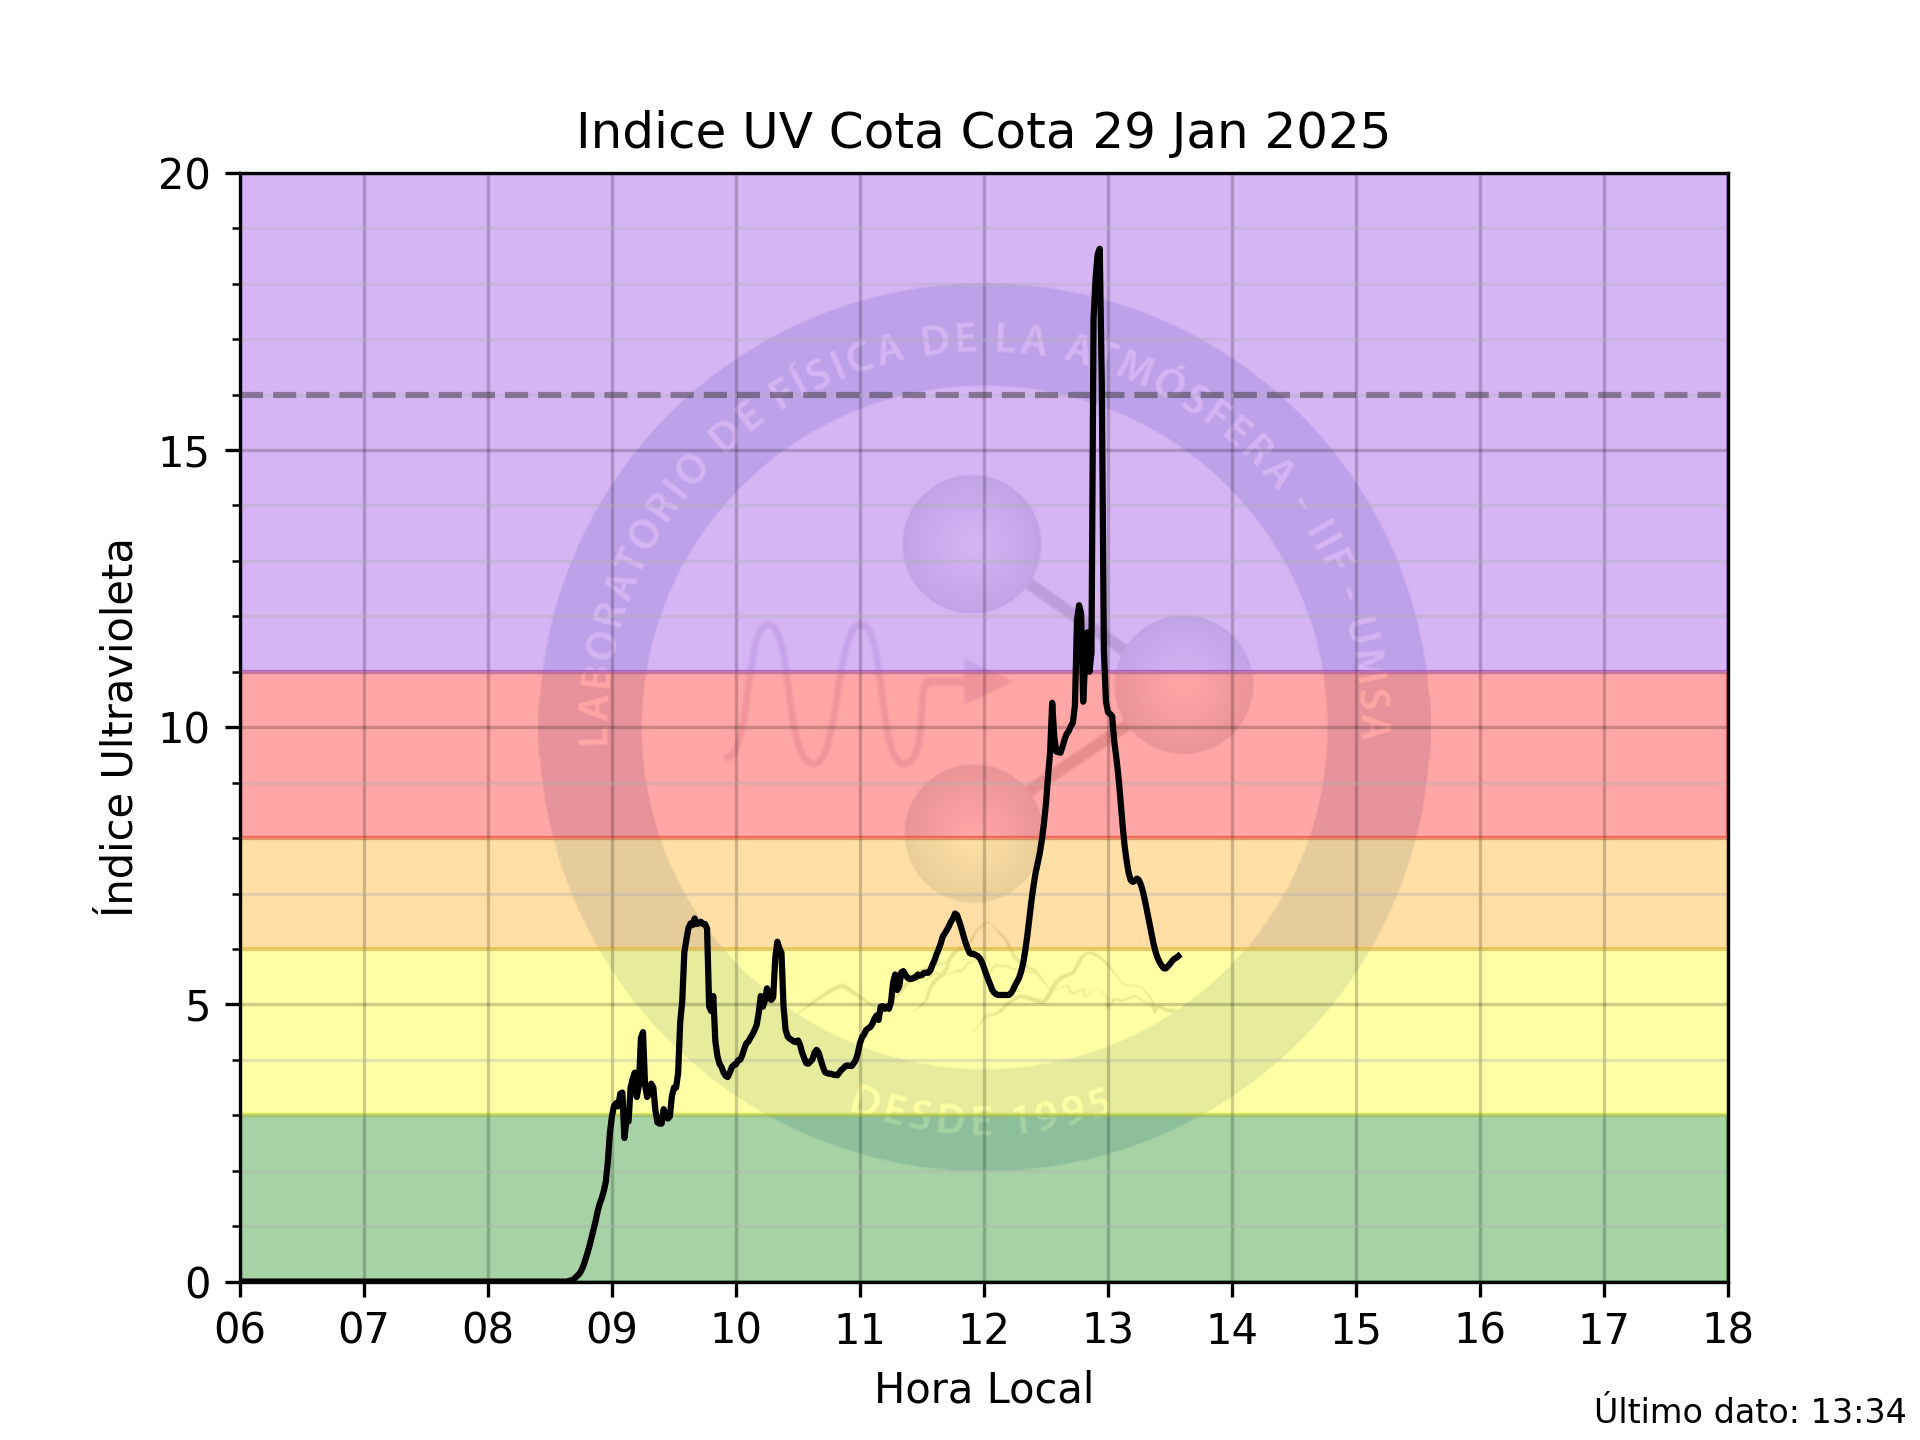 Indice UV Cota Cota 29 Jan 2025
20
15
10
5
0
Índice Ultravioleta
LABORATORIO DE FÍSICA DE LA ATMÓSFERA - IIF - UMSA
DESDE 1995
06 07 08 09 10 11 12 13 14 15 16 17 18
Hora Local
Último dato: 13:34